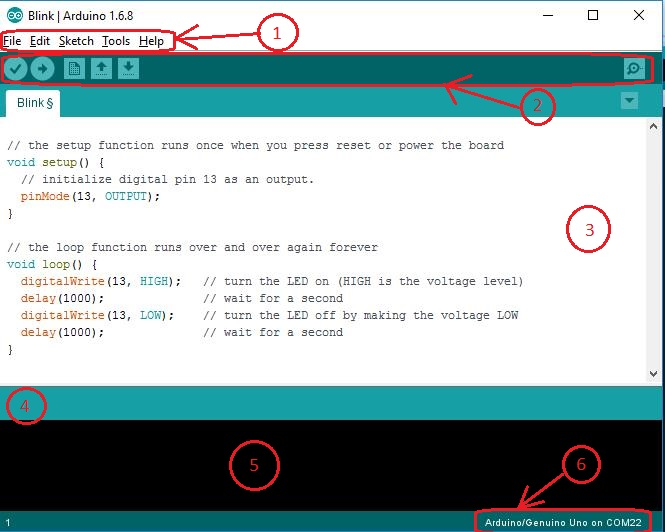 Blink | Arduino 1.6.8
File Edit Sketch Tools Help
1
2
Blink §
// the setup function runs once when you press reset or power the board
void setup() {
  // initialize digital pin 13 as an output.
  pinMode(13, OUTPUT);
}
3
// the loop function runs over and over again forever
void loop() {
  digitalWrite(13, HIGH);   // turn the LED on (HIGH is the voltage level)
  delay(1000);              // wait for a second
  digitalWrite(13, LOW);    // turn the LED off by making the voltage LOW
  delay(1000);              // wait for a second
}
4
5
6
1 Arduino/Genuino Uno on COM22